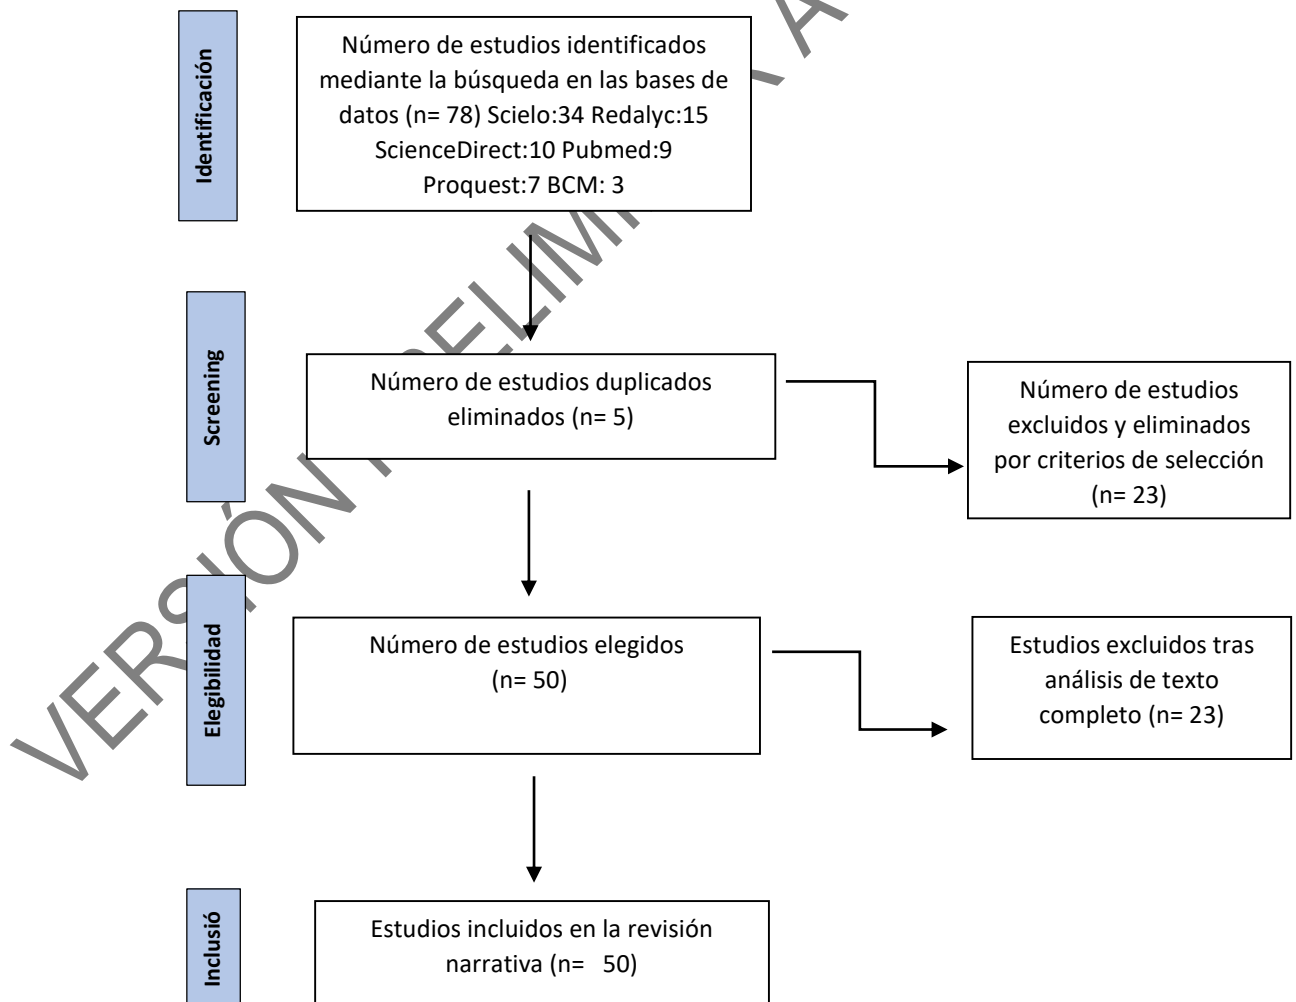 Identificación
Número de estudios identificados
mediante la búsqueda en las bases de
datos (n= 78) Scielo:34 Redalyc:15
ScienceDirect:10 Pubmed:9
Proquest:7 BCM: 3
Screening
Número de estudios duplicados
eliminados (n= 5)
Número de estudios
excluidos y eliminados
por criterios de selección
(n= 23)
Elegibilidad
Número de estudios elegidos
(n= 50)
Estudios excluidos tras
análisis de texto
completo (n= 23)
Inclusió
Estudios incluidos en la revisión
narrativa (n= 50)
VERSIÓN